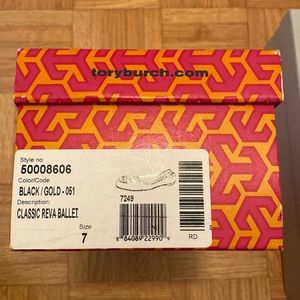 toryburch.com
Style no:
50008606
Color/Code
BLACK / GOLD - 061
Description:
CLASSIC REVA BALLET
Size
7
7249
8 84089 22990 9
RD